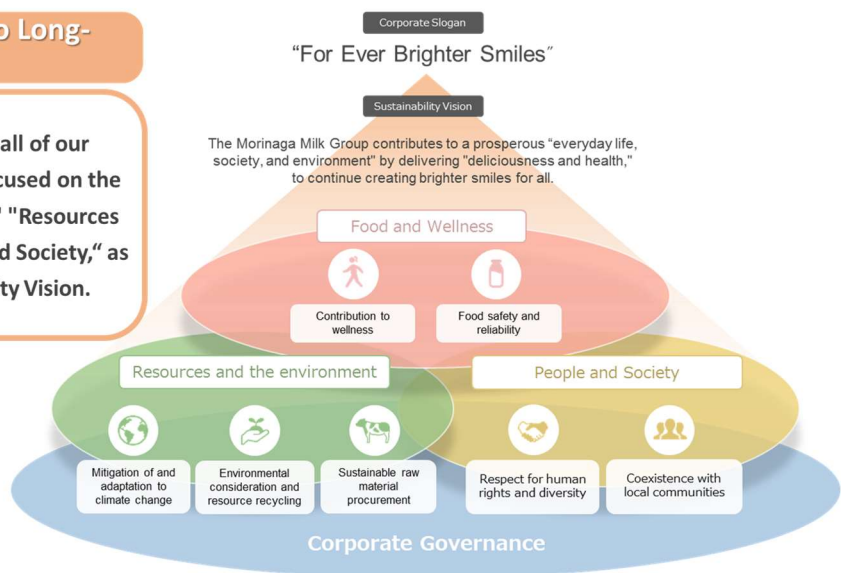 o Long-
all of our
cused on the
" "Resources
d Society,“ as
ty Vision.
Corporate Slogan
“For Ever Brighter Smiles”
Sustainability Vision
The Morinaga Milk Group contributes to a prosperous “everyday life,
society, and environment" by delivering "deliciousness and health,"
to continue creating brighter smiles for all.
Food and Wellness
Contribution to
wellness
Food safety and
reliability
Resources and the environment
Mitigation of and
adaptation to
climate change
Environmental
consideration and
resource recycling
Sustainable raw
material
procurement
People and Society
Respect for human
rights and diversity
Coexistence with
local communities
Corporate Governance